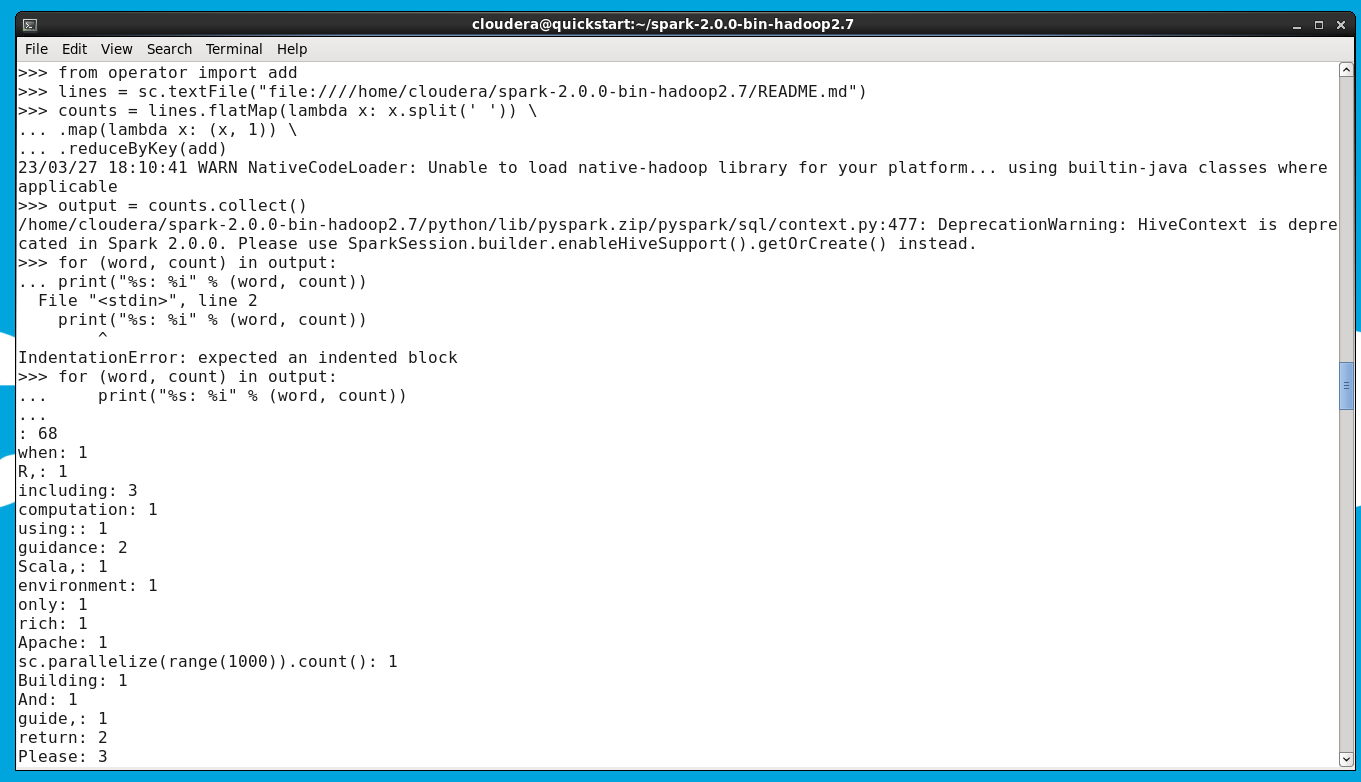 cloudera@quickstart:~/spark-2.0.0-bin-hadoop2.7
File Edit View Search Terminal Help
>>> from operator import add
>>> lines = sc.textFile("file:////home/cloudera/spark-2.0.0-bin-hadoop2.7/README.md")
>>> counts = lines.flatMap(lambda x: x.split(' ')) \
... .map(lambda x: (x, 1)) \
... .reduceByKey(add)
23/03/27 18:10:41 WARN NativeCodeLoader: Unable to load native-hadoop library for your platform... using builtin-java classes where
applicable
>>> output = counts.collect()
/home/cloudera/spark-2.0.0-bin-hadoop2.7/python/lib/pyspark.zip/pyspark/sql/context.py:477: DeprecationWarning: HiveContext is depre
cated in Spark 2.0.0. Please use SparkSession.builder.enableHiveSupport().getOrCreate() instead.
>>> for (word, count) in output:
... print("%s: %i" % (word, count))
  File "<stdin>", line 2
    print("%s: %i" % (word, count))
        ^
IndentationError: expected an indented block
>>> for (word, count) in output:
...     print("%s: %i" % (word, count))
...
: 68
when: 1
R,: 1
including: 3
computation: 1
using:: 1
guidance: 2
Scala,: 1
environment: 1
only: 1
rich: 1
Apache: 1
sc.parallelize(range(1000)).count(): 1
Building: 1
And: 1
guide,: 1
return: 2
Please: 3